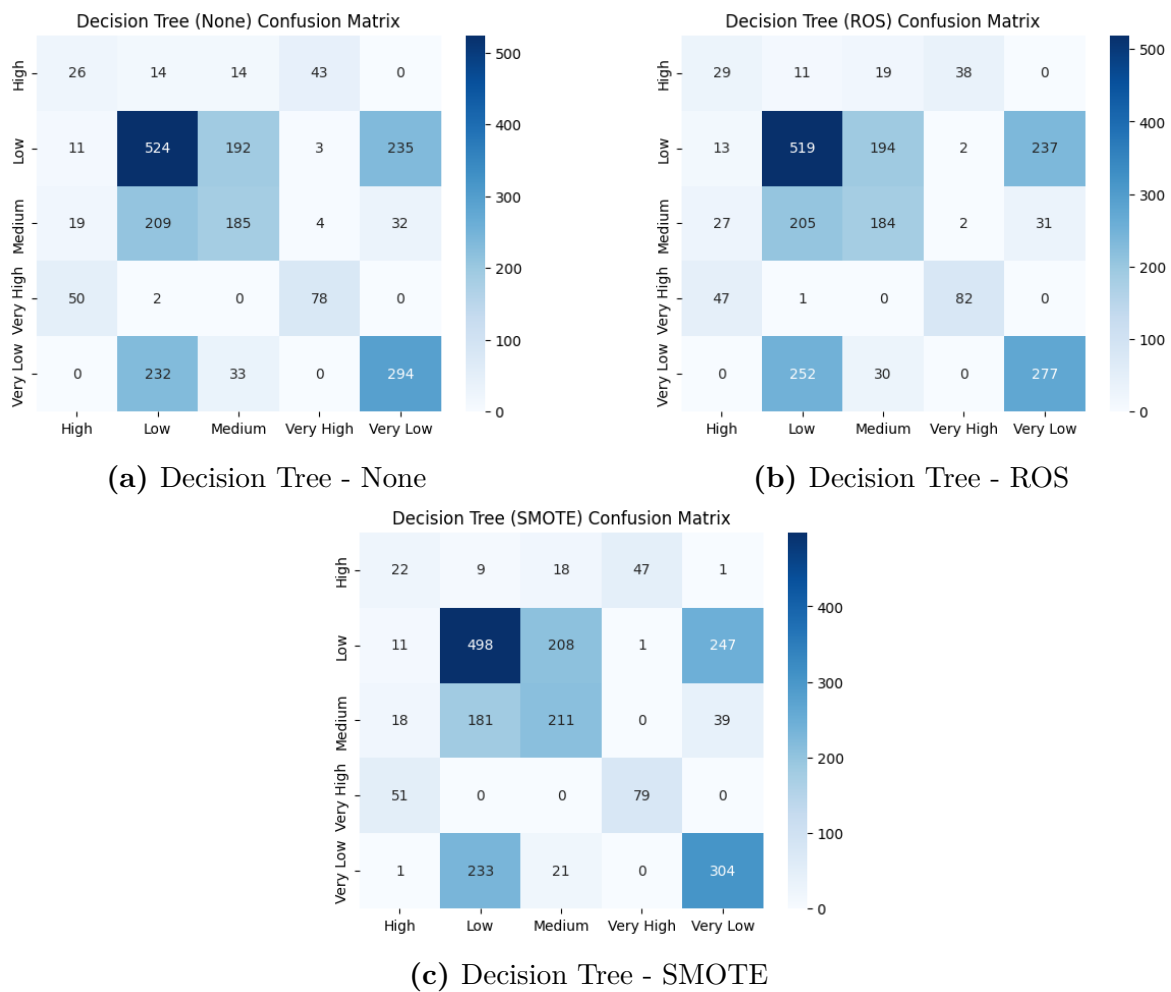 Decision Tree (None) Confusion Matrix
High 26 14 14 43 0
Low 11 524 192 3 235
Medium 19 209 185 4 32
Very High 50 2 0 78 0
Very Low 0 232 33 0 294
High Low Medium Very High Very Low
500
400
300
200
100
0
(a) Decision Tree - None
Decision Tree (ROS) Confusion Matrix
High 29 11 19 38 0
Low 13 519 194 2 237
Medium 27 205 184 2 31
Very High 47 1 0 82 0
Very Low 0 252 30 0 277
High Low Medium Very High Very Low
500
400
300
200
100
0
(b) Decision Tree - ROS
Decision Tree (SMOTE) Confusion Matrix
High 22 9 18 47 1
Low 11 498 208 1 247
Medium 18 181 211 0 39
Very High 51 0 0 79 0
Very Low 1 233 21 0 304
High Low Medium Very High Very Low
400
300
200
100
0
(c) Decision Tree - SMOTE